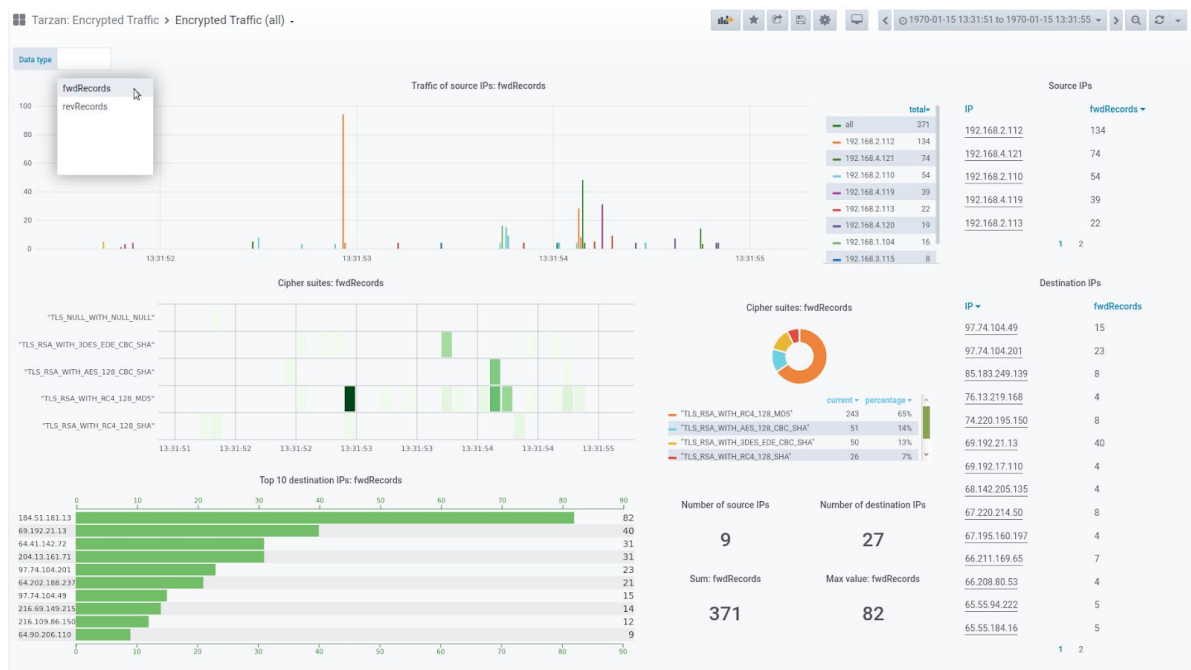 Tarzan: Encrypted Traffic > Encrypted Traffic (all)
1970-01-15 13:31:51 to 1970-01-15 13:31:55
Data type
fwdRecords
revRecords
Traffic of source IPs: fwdRecords
100
80
60
40
20
0
13:31:52 13:31:53 13:31:54 13:31:55
total
all 371
192.168.2.112 134
192.168.4.121 74
192.168.2.110 54
192.168.4.119 39
192.168.2.113 22
192.168.4.120 19
192.168.1.104 16
192.168.3.115 8
Source IPs
IP fwdRecords
192.168.2.112 134
192.168.4.121 74
192.168.2.110 54
192.168.4.119 39
192.168.2.113 22
1 2
Cipher suites: fwdRecords
"TLS_NULL_WITH_NULL_NULL"
"TLS_RSA_WITH_3DES_EDE_CBC_SHA"
"TLS_RSA_WITH_AES_128_CBC_SHA"
"TLS_RSA_WITH_RC4_128_MD5"
"TLS_RSA_WITH_RC4_128_SHA"
13:31:51 13:31:52 13:31:52 13:31:53 13:31:53 13:31:54 13:31:54 13:31:55
Cipher suites: fwdRecords
current percentage
"TLS_RSA_WITH_RC4_128_MD5" 243 65%
"TLS_RSA_WITH_AES_128_CBC_SHA" 51 14%
"TLS_RSA_WITH_3DES_EDE_CBC_SHA" 50 13%
"TLS_RSA_WITH_RC4_128_SHA" 26 7%
Destination IPs
IP fwdRecords
97.74.104.49 15
97.74.104.201 23
85.183.249.139 8
76.13.219.168 4
74.220.195.150 8
69.192.21.13 40
69.192.17.110 4
68.142.205.135 4
67.220.214.50 8
67.195.160.197 4
66.211.169.65 7
66.208.80.53 4
65.55.94.222 5
65.55.184.16 5
1 2
Top 10 destination IPs: fwdRecords
0 10 20 30 40 50 60 70 80 90
184.51.181.13 82
69.192.21.13 40
64.41.142.72 31
204.13.161.71 31
97.74.104.201 23
64.202.188.237 21
97.74.104.49 15
216.69.149.215 14
216.109.86.150 12
64.90.206.110 9
0 10 20 30 40 50 60 70 80 90
Number of source IPs
9
Number of destination IPs
27
Sum: fwdRecords
371
Max value: fwdRecords
82